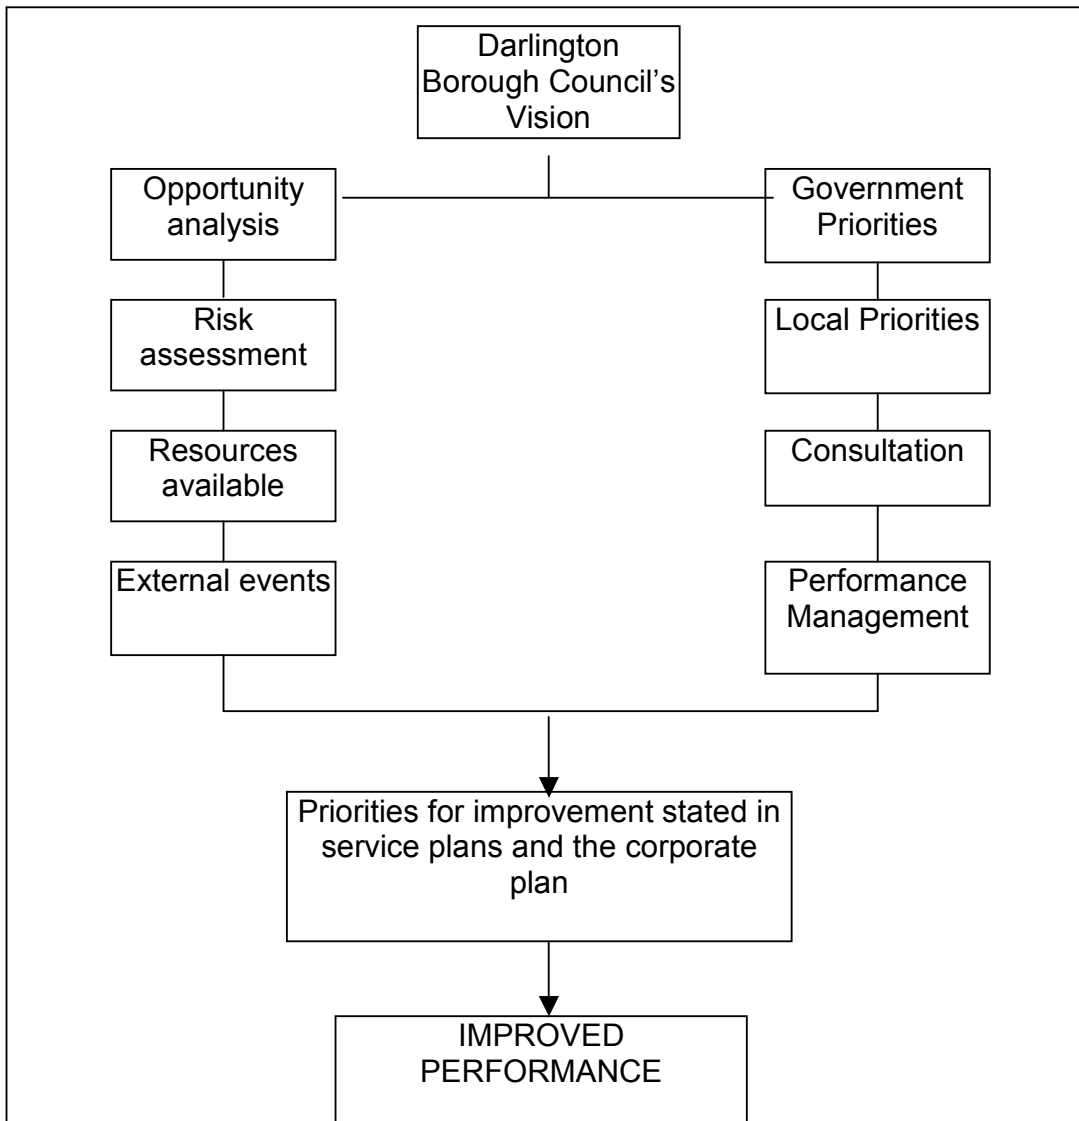 Darlington
Borough Council's
Vision
Opportunity
analysis
Government
Priorities
Risk
assessment
Local Priorities
Resources
available
Consultation
External events
Performance
Management
Priorities for improvement stated in
service plans and the corporate
plan
IMPROVED
PERFORMANCE